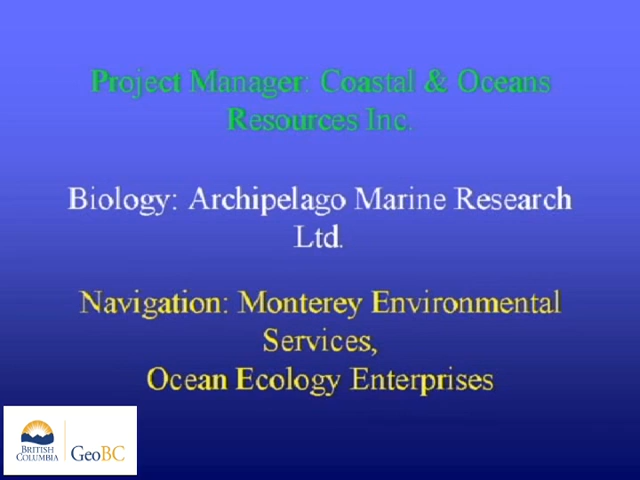 Project Manager: Coastal & Oceans
Resources Inc.
Biology: Archipelago Marine Research
Ltd.
Navigation: Monterey Environmental
Services,
Ocean Ecology Enterprises
BRITISH
COLUMBIA
GeoBC